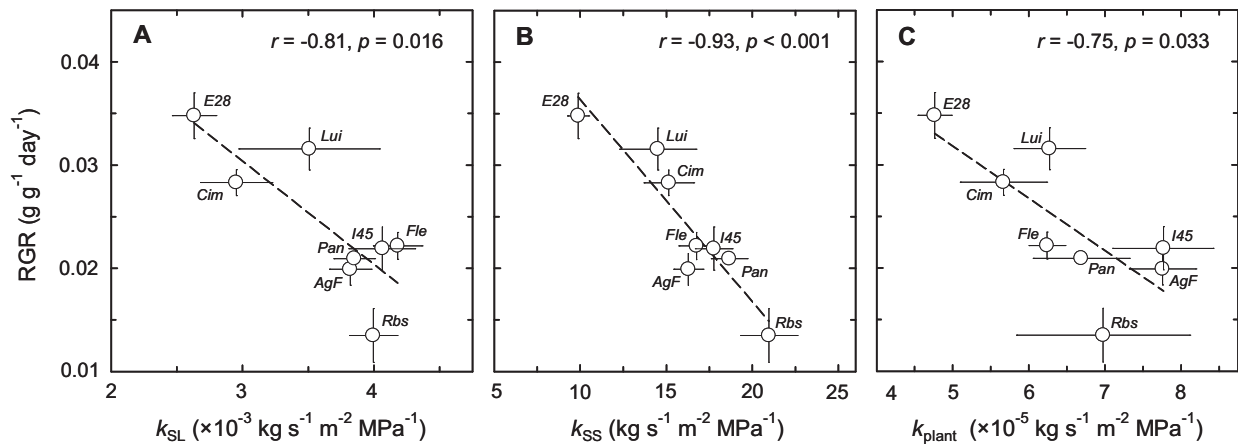 A
r = -0.81, p = 0.016
B
r = -0.93, p < 0.001
C
r = -0.75, p = 0.033
0.04
0.03
0.02
0.01
RGR (g g⁻¹ day⁻¹)
E28
Lui
Cim
I45
Fle
Pan
AgF
Rbs
E28
Lui
Cim
Fle
I45
Pan
AgF
Rbs
E28
Lui
Cim
Fle
I45
Pan
AgF
Rbs
2 3 4
5 10 15 20 25
4 5 6 7 8
k_SL (×10⁻³ kg s⁻¹ m⁻² MPa⁻¹)
k_SS (kg s⁻¹ m⁻² MPa⁻¹)
k_plant (×10⁻⁵ kg s⁻¹ m⁻² MPa⁻¹)